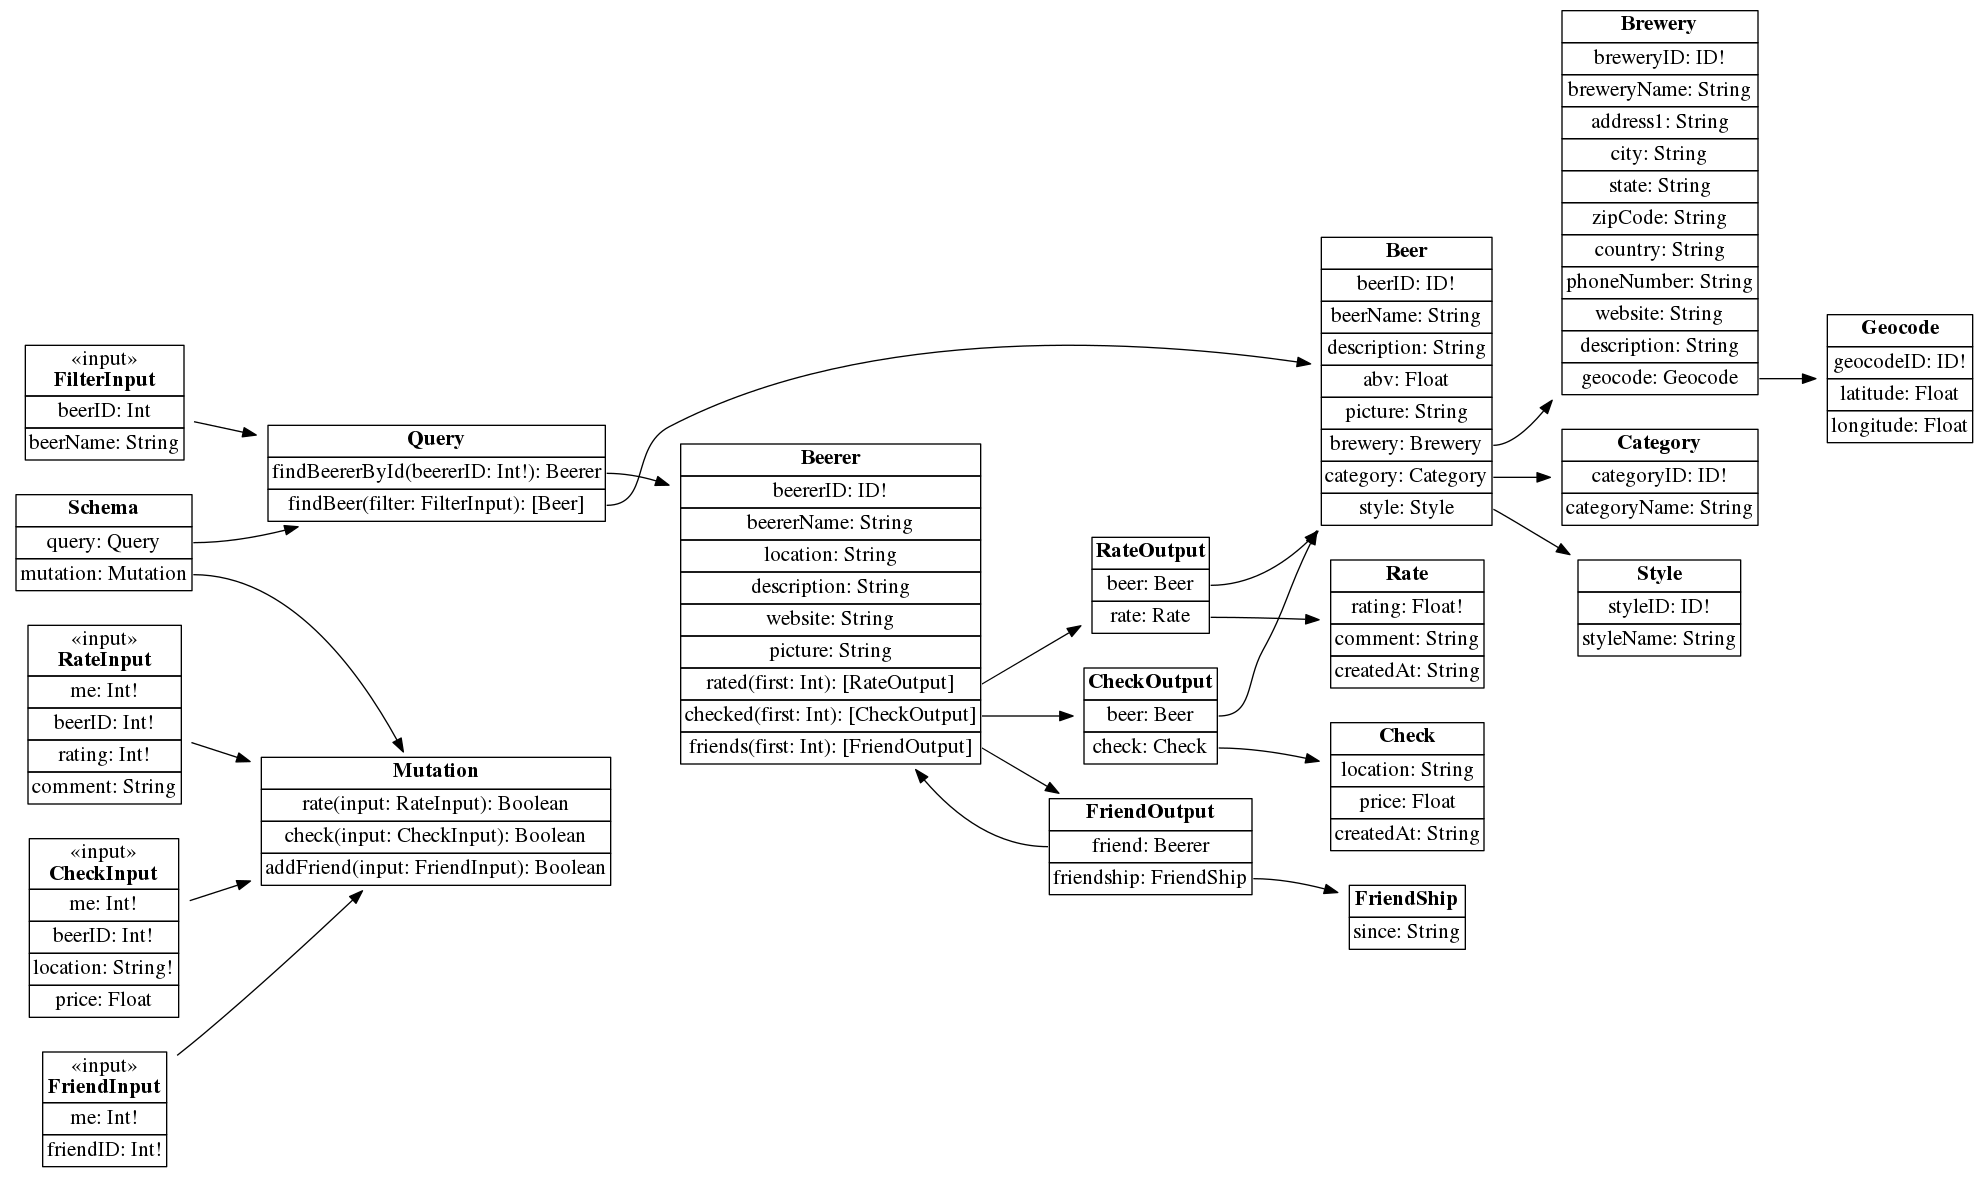 «input»
FilterInput
beerID: Int
beerName: String
Schema
query: Query
mutation: Mutation
«input»
RateInput
me: Int!
beerID: Int!
rating: Int!
comment: String
«input»
CheckInput
me: Int!
beerID: Int!
location: String!
price: Float
«input»
FriendInput
me: Int!
friendID: Int!
Query
findBeererById(beererID: Int!): Beerer
findBeer(filter: FilterInput): [Beer]
Mutation
rate(input: RateInput): Boolean
check(input: CheckInput): Boolean
addFriend(input: FriendInput): Boolean
Beerer
beererID: ID!
beererName: String
location: String
description: String
website: String
picture: String
rated(first: Int): [RateOutput]
checked(first: Int): [CheckOutput]
friends(first: Int): [FriendOutput]
RateOutput
beer: Beer
rate: Rate
CheckOutput
beer: Beer
check: Check
FriendOutput
friend: Beerer
friendship: FriendShip
Beer
beerID: ID!
beerName: String
description: String
abv: Float
picture: String
brewery: Brewery
category: Category
style: Style
Rate
rating: Float!
comment: String
createdAt: String
Check
location: String
price: Float
createdAt: String
FriendShip
since: String
Brewery
breweryID: ID!
breweryName: String
address1: String
city: String
state: String
zipCode: String
country: String
phoneNumber: String
website: String
description: String
geocode: Geocode
Category
categoryID: ID!
categoryName: String
Style
styleID: ID!
styleName: String
Geocode
geocodeID: ID!
latitude: Float
longitude: Float